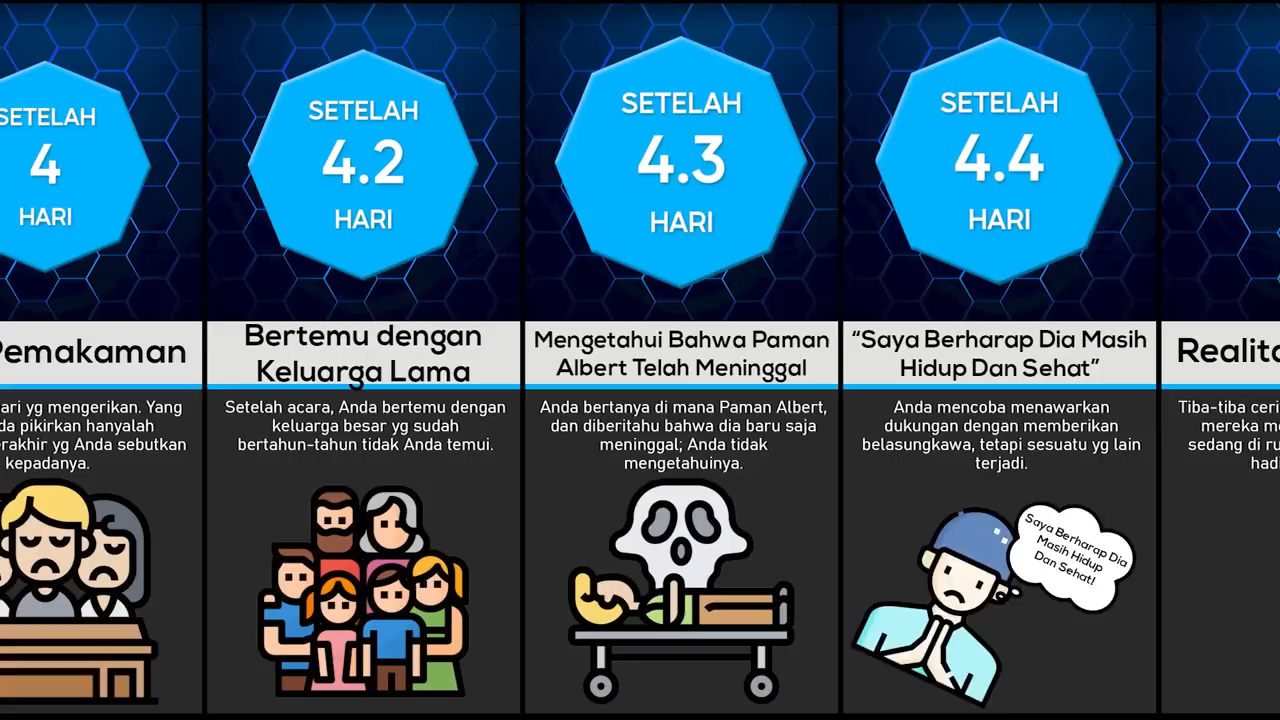 SETELAH
4
HARI
Pemakaman
yg mengerikan. Yang
pikirkan hanyalah
yg Anda sebutkan
kepadanya.
SETELAH
4.2
HARI
Bertemu dengan
Keluarga Lama
Setelah acara, Anda bertemu dengan
keluarga besar yg sudah
bertahun-tahun tidak Anda temui.
SETELAH
4.3
HARI
Mengetahui Bahwa Paman
Albert Telah Meninggal
Anda bertanya di mana Paman Albert,
dan diberitahu bahwa dia baru saja
meninggal; Anda tidak
mengetahuinya.
SETELAH
4.4
HARI
“Saya Berharap Dia Masih
Hidup Dan Sehat”
Anda mencoba menawarkan
dukungan dengan memberikan
belasungkawa, tetapi sesuatu yg lain
terjadi.
Saya Berharap Dia
Masih Hidup
Dan Sehat!
Tiba-tiba
mereka
sedang di